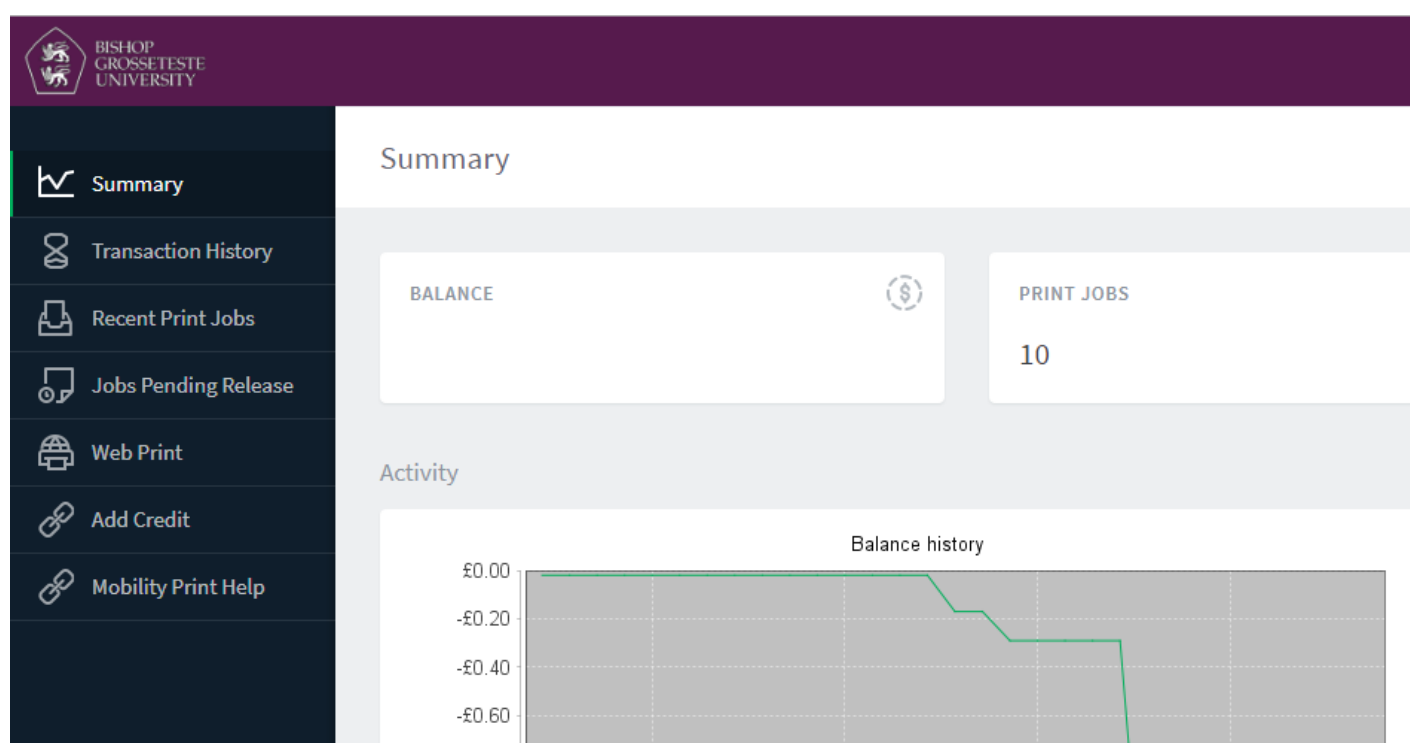 BISHOP
GROSSETESTE
UNIVERSITY
Summary
Transaction History
Recent Print Jobs
Jobs Pending Release
Web Print
Add Credit
Mobility Print Help
Summary
BALANCE
$
PRINT JOBS
10
Activity
Balance history
£0.00
-£0.20
-£0.40
-£0.60